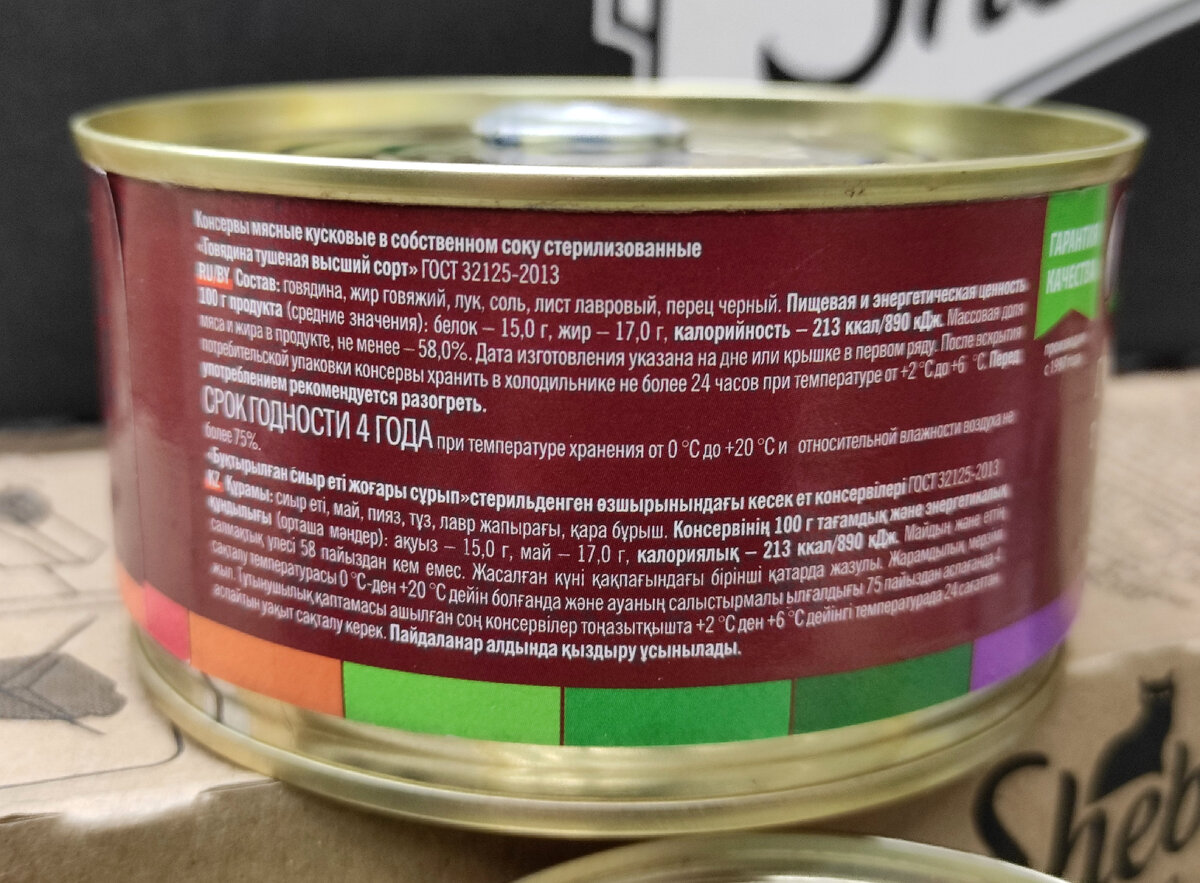 Консервы мясные кусковые в собственном соку стерилизованные
«Говядина тушеная высший сорт» ГОСТ 32125-2013
RU/BY Состав: говядина, жир говяжий, лук, соль, лист лавровый, перец черный. Пищевая и энергетическая ценность
100 г продукта (средние значения): белок – 15,0 г, жир – 17,0 г, калорийность – 213 ккал/890 кДж. Массовая доля
мяса и жира в продукте, не менее – 58,0%. Дата изготовления указана на дне или крышке в первом ряду. После вскрытия
потребительской упаковки консервы хранить в холодильнике не более 24 часов при температуре от +2 °С до +6 °С. Перед
употреблением рекомендуется разогреть.
СРОК ГОДНОСТИ 4 ГОДА при температуре хранения от 0 °С до +20 °С и относительной влажности воздуха не
более 75%.
«Бұқтырылған сиыр еті жоғары сұрып» стерильденген өзшырынындағы кесек ет консервілері ГОСТ 32125-2013
KZ Құрамы: сиыр еті, май, пияз, тұз, лавр жапырағы, қара бұрыш. Консервінің 100 г тағамдық және энергетикалық
құндылығы (орташа мәндер): ақуыз – 15,0 г, май – 17,0 г, калориялық – 213 ккал/890 кДж. Майдың және еттің
салмақтық үлесі 58 пайыздан кем емес. Жасалған күні қақпағындағы бірінші қатарда жазулы. Жарамдылық мерзімі
сақталу температурасы 0 °С-ден +20 °С дейін болғанда және ауаның салыстырмалы ылғалдығы 75 пайыздан аспағанда 4
жыл. Тұтынушылық қаптамасы ашылған соң консервілер тоңазытқышта +2 °С ден +6 °С дейінгі температурада 24 сағаттан
аспайтын уақыт сақталу керек. Пайдаланар алдында қыздыру ұсынылады.
ГАРАНТИЯ
КАЧЕСТВА
с 1967 года
Sheb